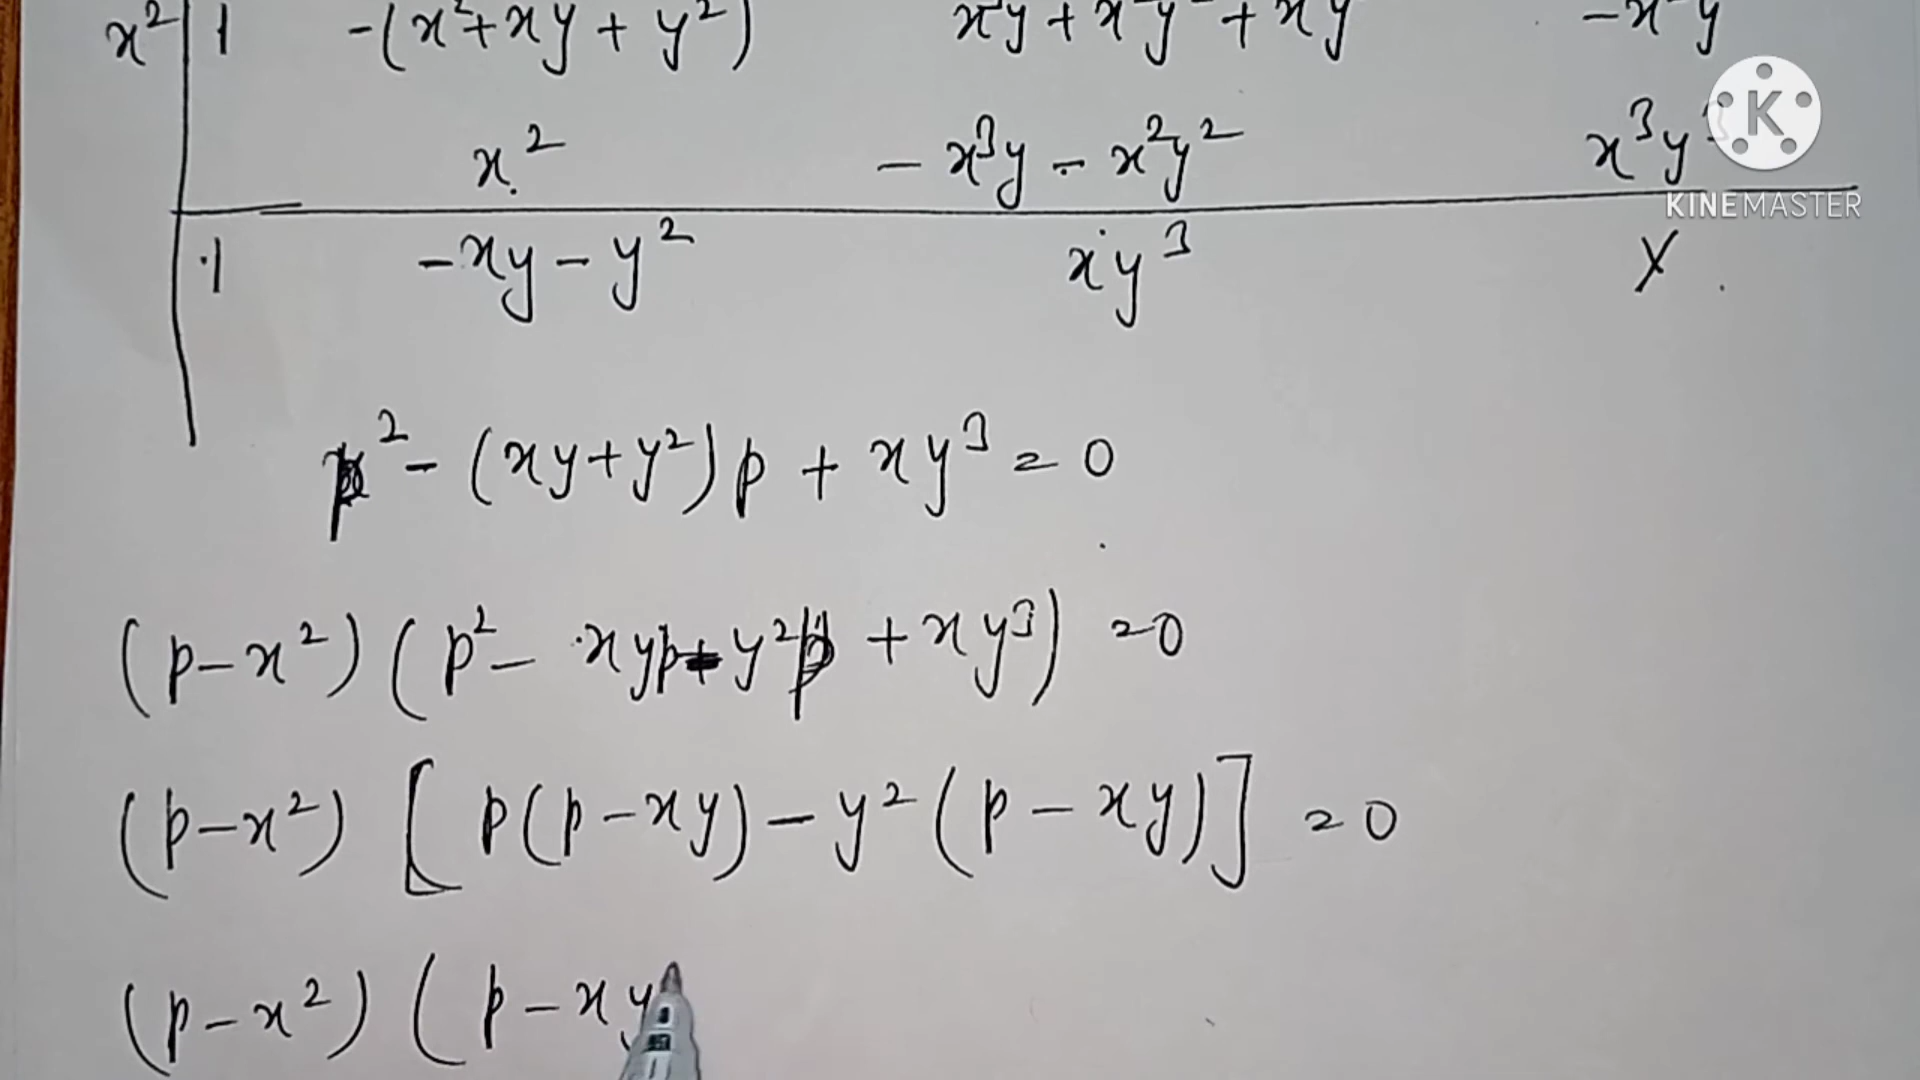 x² | 1 -(x²+xy+y²) x³y+x²y²+xy³ -x³y³
x² -x³y-x²y² x³y³
K
KINEMASTER
1 -xy-y² xy³ X
p²-(xy+y²)p+xy³=0
(p-x²)(p²-xyp-y²p+xy³)=0
(p-x²)[p(p-xy)-y²(p-xy)]=0
(p-x²)(p-xy